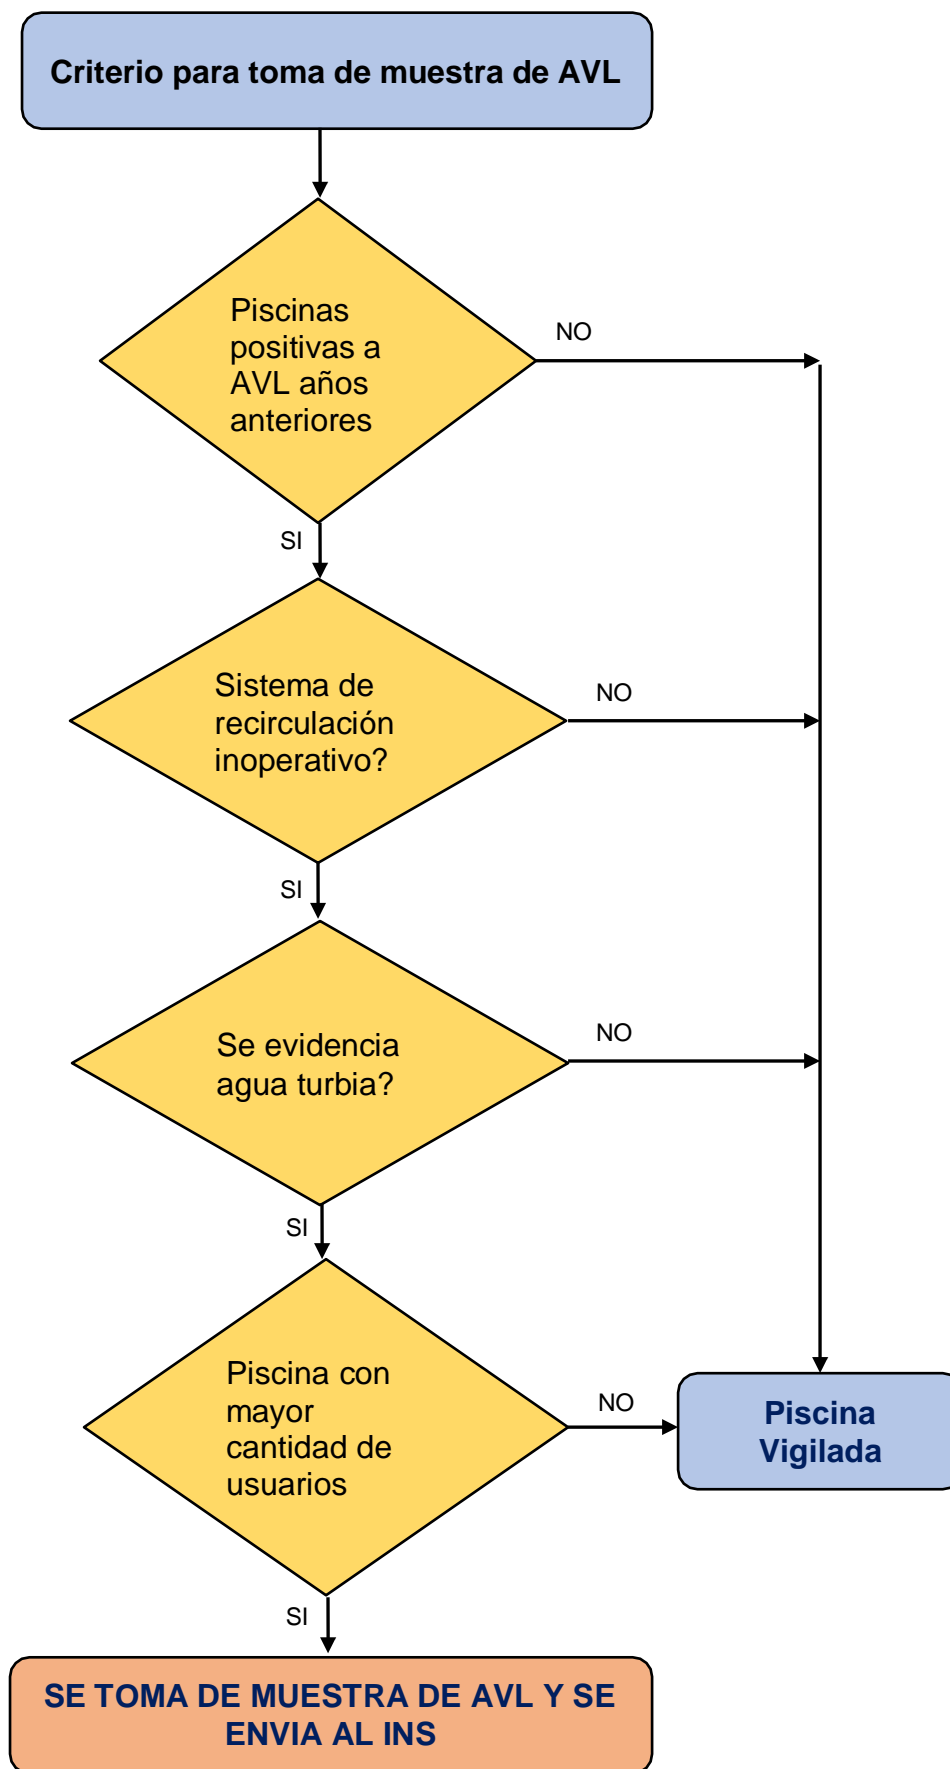 Criterio para toma de muestra de AVL
Piscinas
positivas a
AVL años
anteriores
NO
SI
Sistema de
recirculación
inoperativo?
NO
SI
Se evidencia
agua turbia?
NO
SI
Piscina con
mayor
cantidad de
usuarios
NO
Piscina
Vigilada
SI
SE TOMA DE MUESTRA DE AVL Y SE
ENVIA AL INS